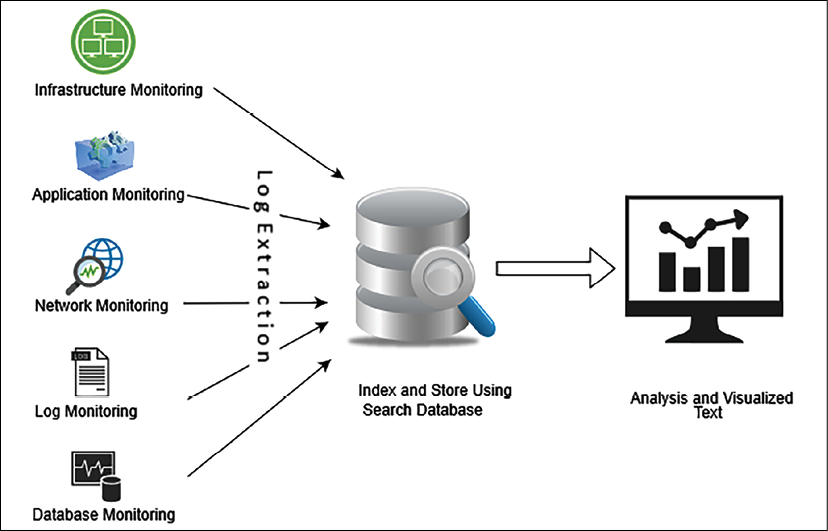 Infrastructure Monitoring
Application Monitoring
Network Monitoring
LOG
Log Monitoring
Database Monitoring
Log Extraction
Index and Store Using
Search Database
Analysis and Visualized
Text